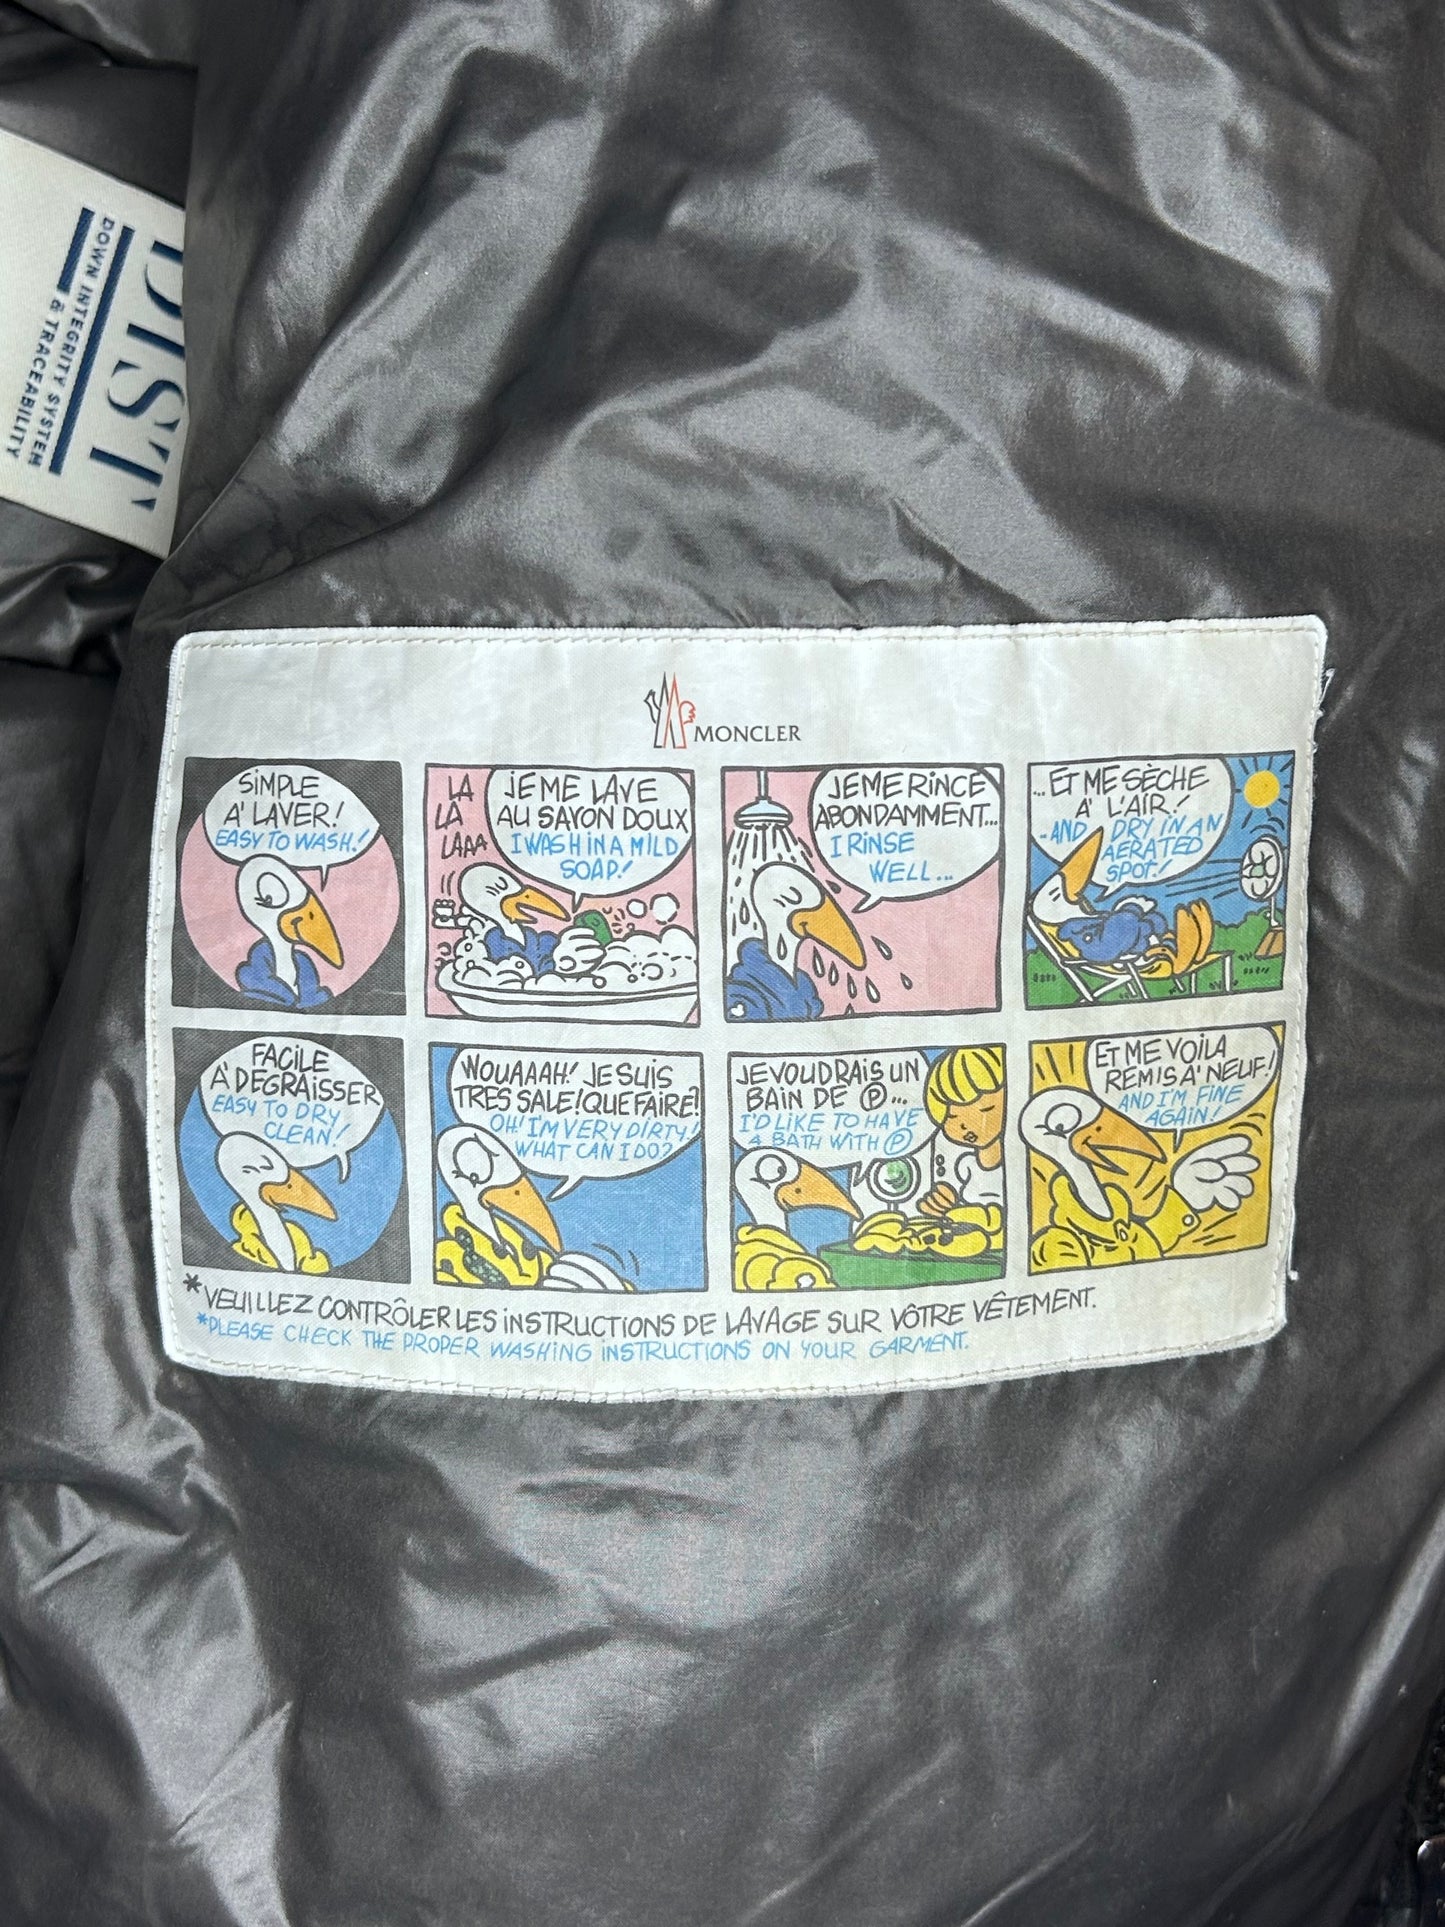 DIST
DOWN INTEGRITY SYSTEM
& TRACEABILITY
MONCLER
SIMPLE
A' LAVER!
EASY TO WASH!
LA
LÀ
LAAA
JE ME LAVE
AU SAVON DOUX
I WASH IN A MILD
SOAP!
JE ME RINCE
ABONDAMMENT...
I RINSE
WELL...
...ET ME SÈCHE
A' L'AIR!
-AND DRY IN AN
AERATED
SPOT!
FACILE
A' DEGRAISSER
EASY TO DRY
CLEAN!
WOUAAAH! JE SUIS
TRES SALE! QUE FAIRE?
OH! I'M VERY DIRTY!
WHAT CAN I DO?
JE VOUDRAIS UN
BAIN DE Ⓟ...
I'D LIKE TO HAVE
A BATH WITH Ⓟ
ET ME VOILA
REMIS A' NEUF!
AND I'M FINE
AGAIN!
*VEUILLEZ CONTRÔLER LES INSTRUCTIONS DE LAVAGE SUR VÔTRE VÊTEMENT.
*PLEASE CHECK THE PROPER WASHING INSTRUCTIONS ON YOUR GARMENT.